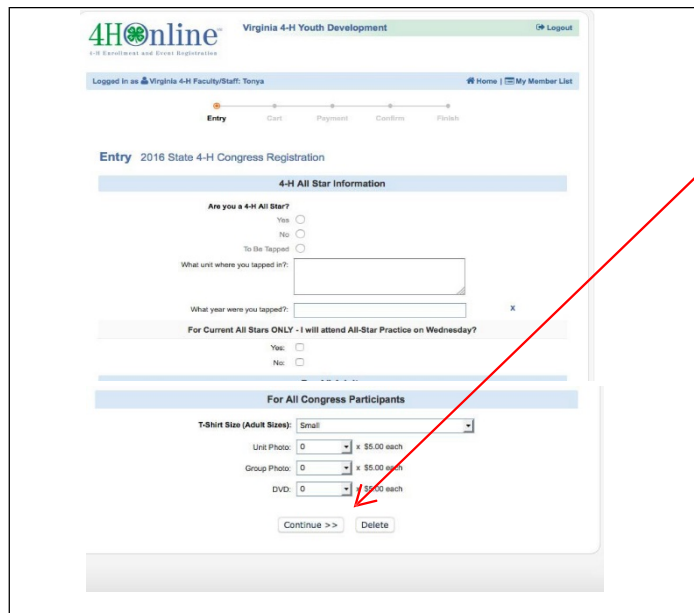 4HOnline™ Virginia 4-H Youth Development Logout
4-H Enrollment and Event Registration
Logged in as Virginia 4-H Faculty/Staff: Tonya Home | My Member List
Entry Cart Payment Confirm Finish
Entry 2016 State 4-H Congress Registration
4-H All Star Information
Are you a 4-H All Star?
Yes
No
To Be Tapped
What unit where you tapped in?:
What year were you tapped?: x
For Current All Stars ONLY - I will attend All-Star Practice on Wednesday?
Yes:
No:
For All Congress Participants
T-Shirt Size (Adult Sizes): Small
Unit Photo: 0 x $5.00 each
Group Photo: 0 x $5.00 each
DVD: 0 x $5.00 each
Continue >> Delete